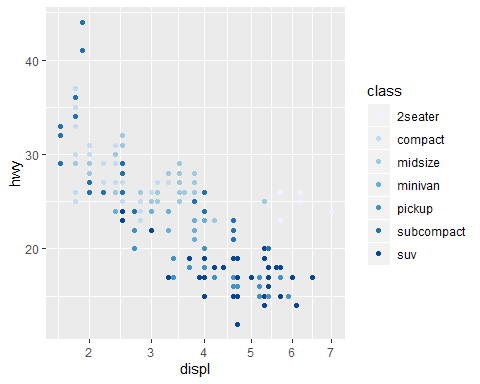 40
30
20
hwy
2
3
4
5
6
7
displ
class
2seater
compact
midsize
minivan
pickup
subcompact
suv